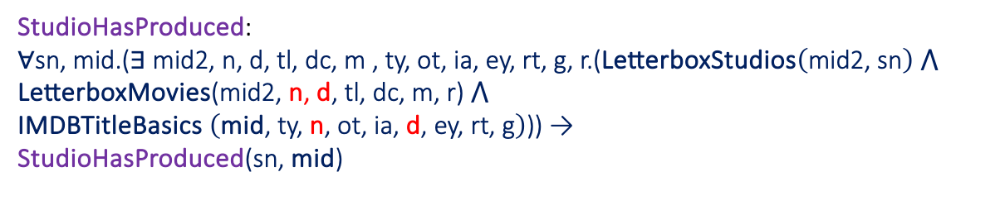 StudioHasProduced:
∀sn, mid.(∃ mid2, n, d, tl, dc, m , ty, ot, ia, ey, rt, g, r.(LetterboxStudios(mid2, sn) Λ
LetterboxMovies(mid2, n, d, tl, dc, m, r) Λ
IMDBTitleBasics (mid, ty, n, ot, ia, d, ey, rt, g))) →
StudioHasProduced(sn, mid)